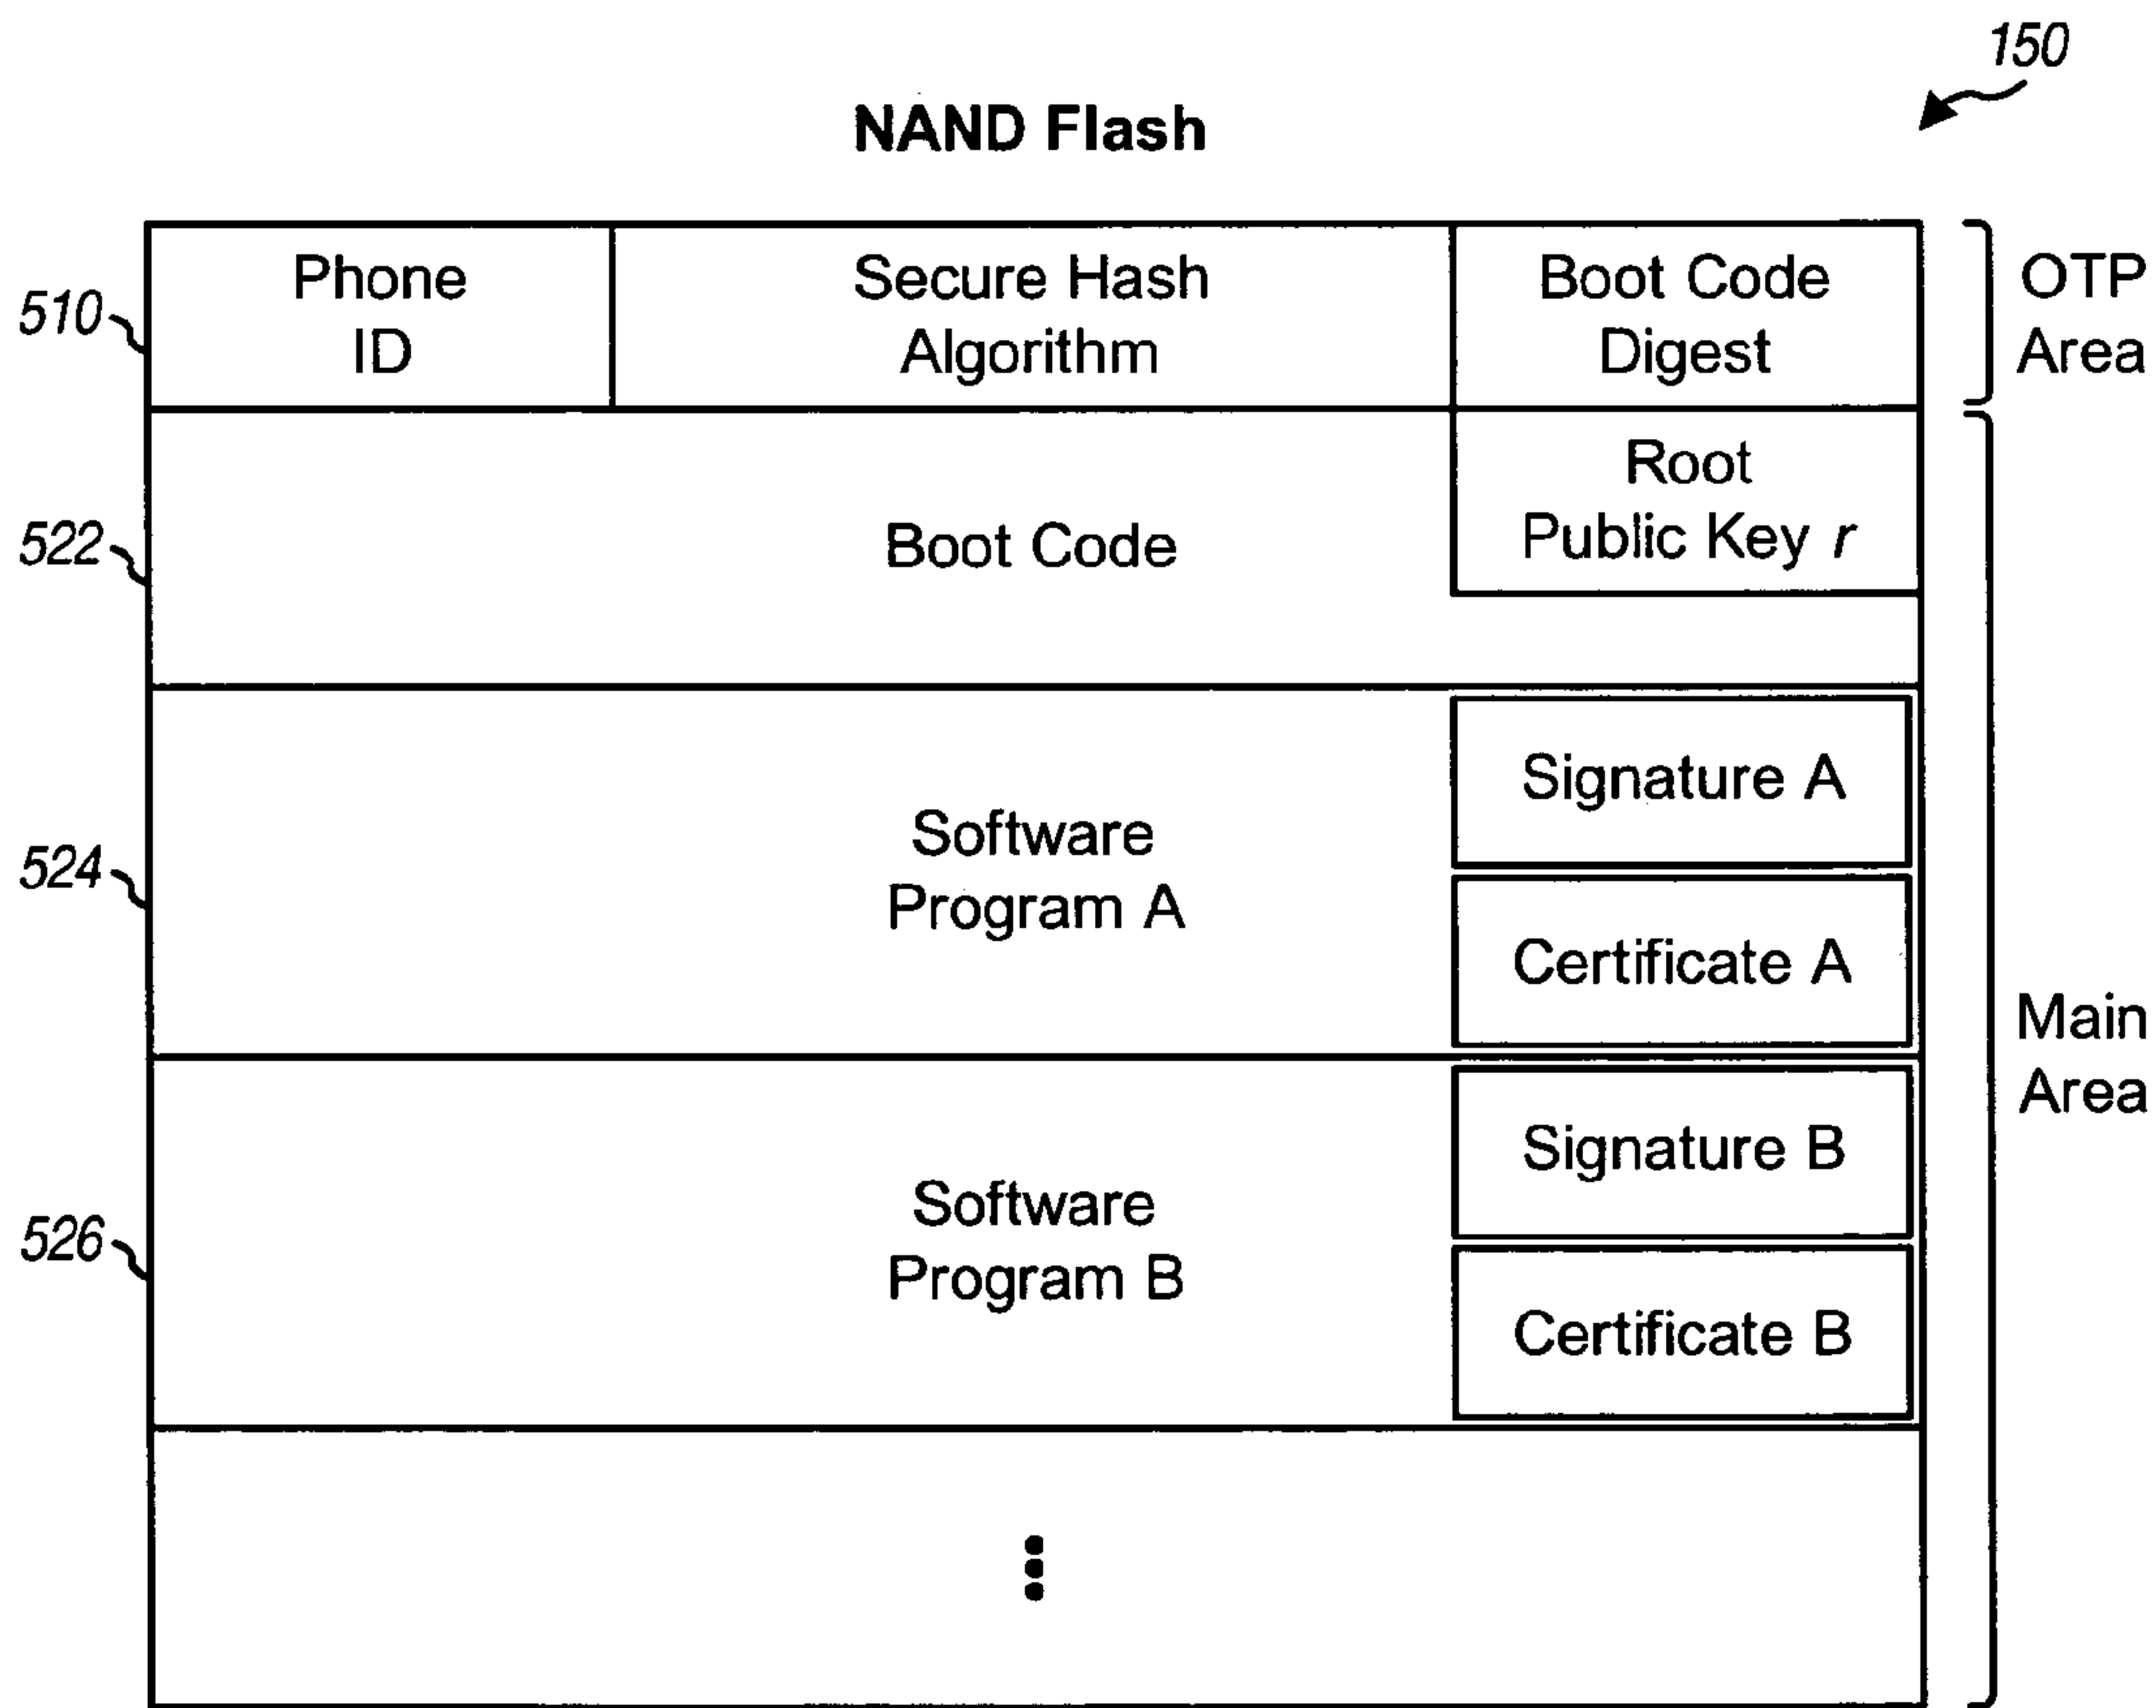 150
NAND Flash
510
Phone
ID
Secure Hash
Algorithm
Boot Code
Digest
OTP
Area
522
Boot Code
Root
Public Key r
524
Software
Program A
Signature A
Certificate A
Main
Area
526
Software
Program B
Signature B
Certificate B